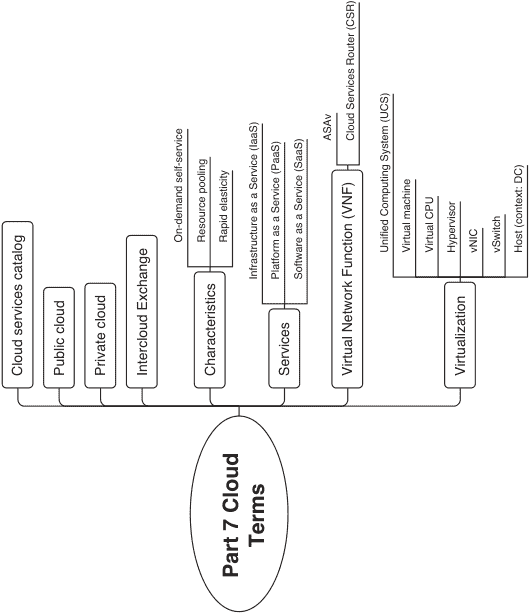 Part 7 Cloud
Terms
Cloud services catalog
Public cloud
Private cloud
Intercloud Exchange
Characteristics
On-demand self-service
Resource pooling
Rapid elasticity
Services
Infrastructure as a Service (IaaS)
Platform as a Service (PaaS)
Software as a Service (SaaS)
Virtual Network Function (VNF)
ASAv
Cloud Services Router (CSR)
Virtualization
Unified Computing System (UCS)
Virtual machine
Virtual CPU
Hypervisor
vNIC
vSwitch
Host (context: DC)